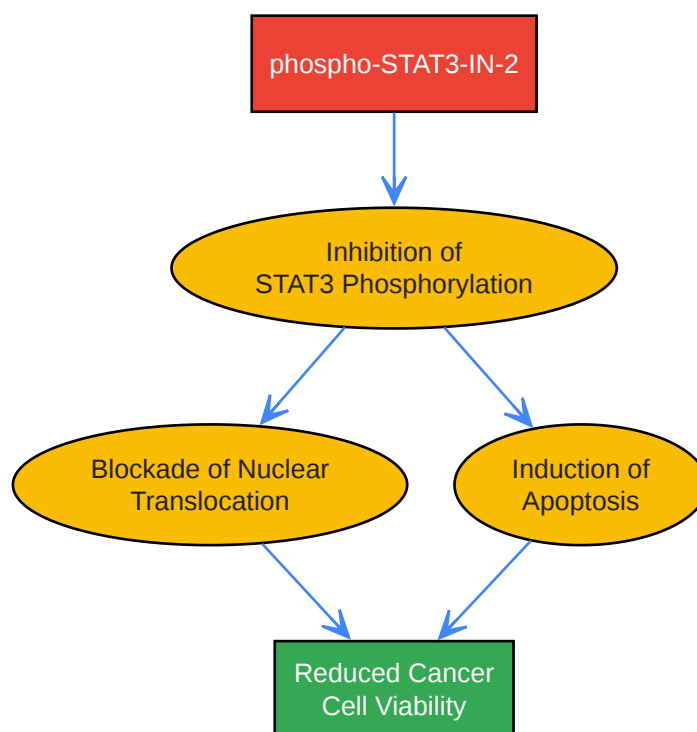 phospho-STAT3-IN-2
Inhibition of
STAT3 Phosphorylation
Blockade of Nuclear
Translocation
Induction of
Apoptosis
Reduced Cancer
Cell Viability